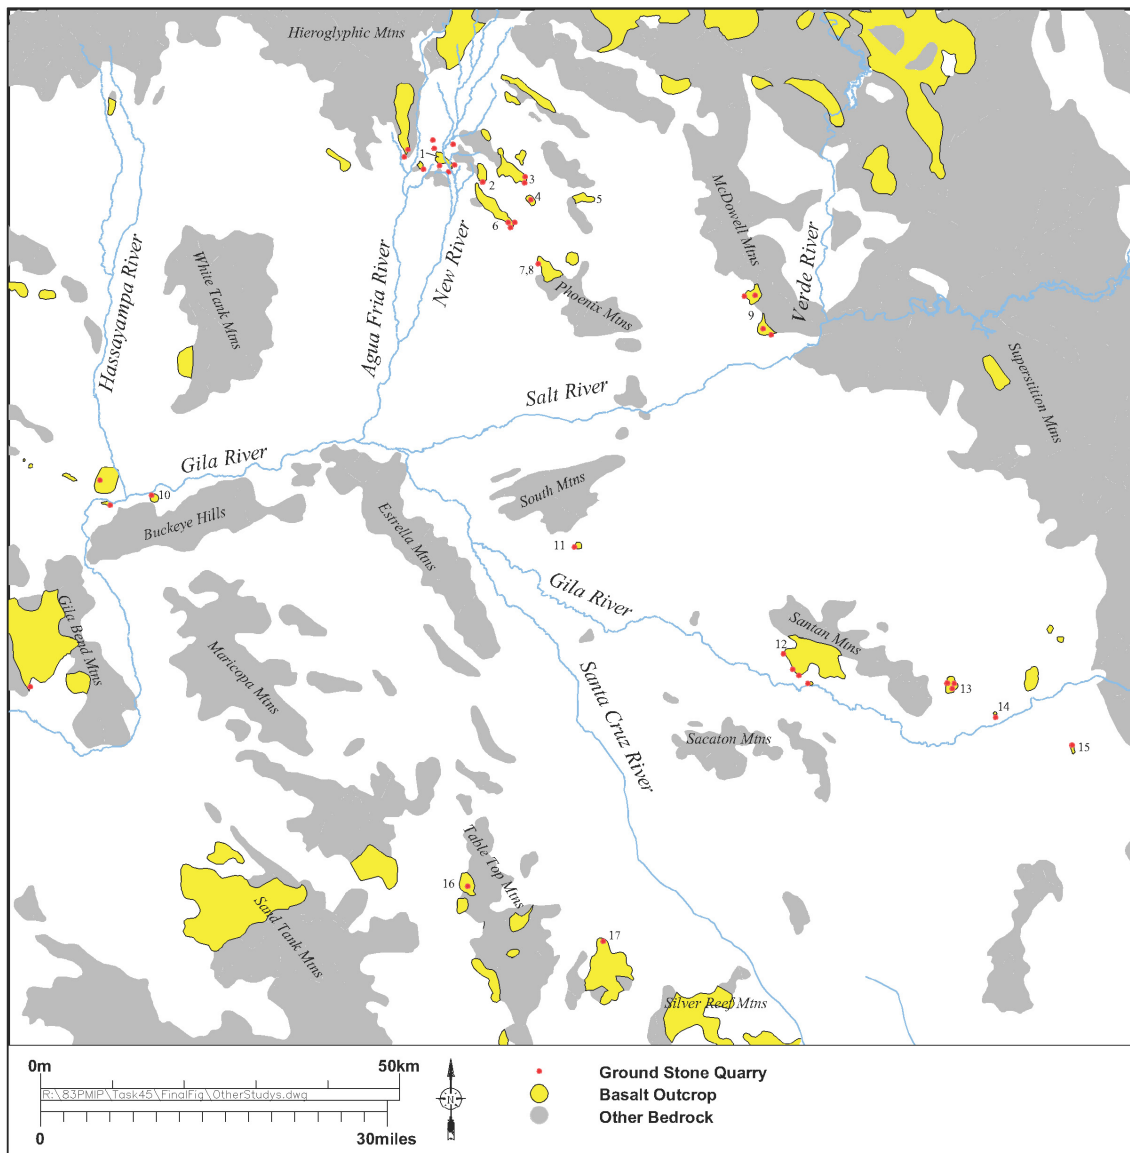 Hieroglyphic Mtns
1
2
3
4
5
6
McDowell Mtns
Hassayampa River
White Tank Mtns
Agua Fria River
New River
7,8
Phoenix Mtns
Verde River
9
Superstition Mtns
Salt River
Gila River
10
Buckeye Hills
South Mtns
Estrella Mtns
11
Gila River
Gila Bend Mtns
Maricopa Mtns
Santan Mtns
12
13
14
15
Santa Cruz River
Sacaton Mtns
Table Top Mtns
16
Sand Tank Mtns
17
Silver Reef Mtns
0m 50km
R:\83PMIP\Task45\FinalFig\OtherStudys.dwg
0 30miles
N
Ground Stone Quarry
Basalt Outcrop
Other Bedrock